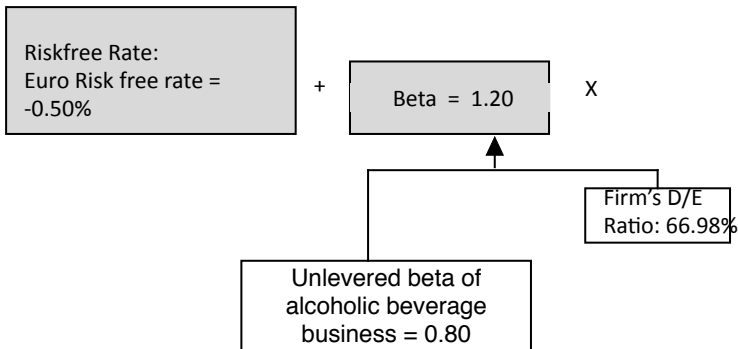 Riskfree Rate:
Euro Risk free rate =
-0.50%
+
Beta = 1.20
X
Firm’s D/E
Ratio: 66.98%
Unlevered beta of
alcoholic beverage
business = 0.80